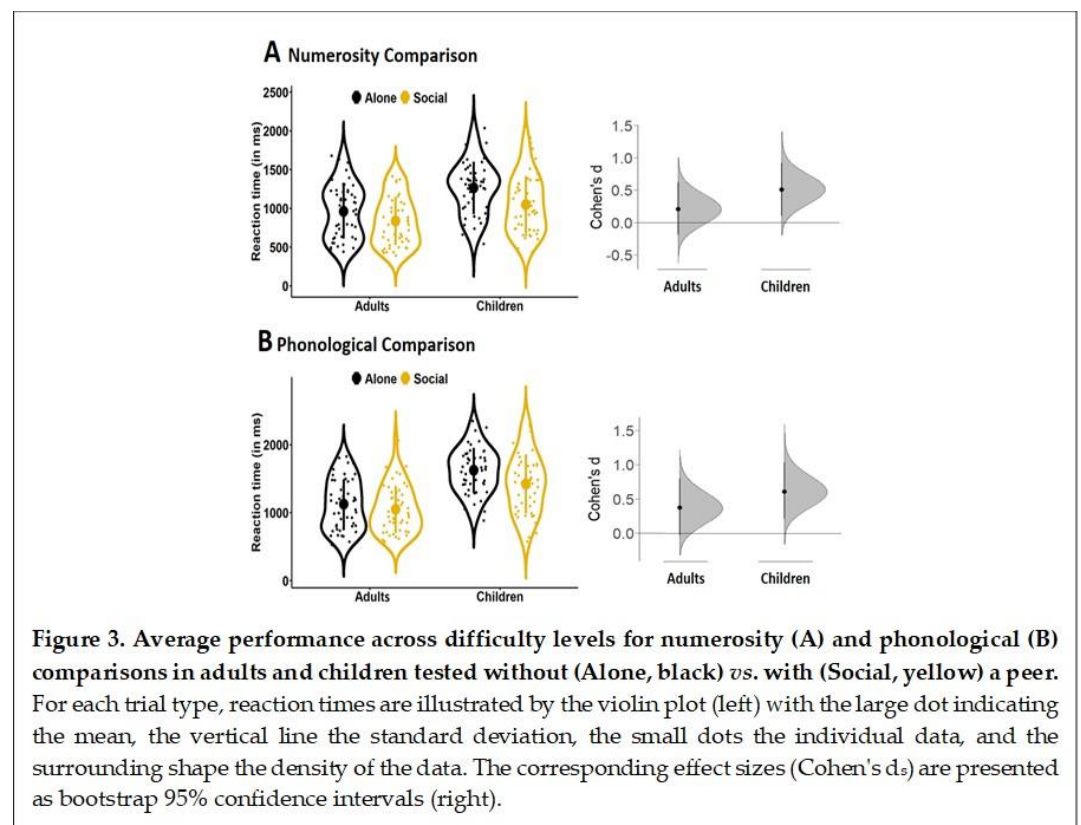 A Numerosity Comparison
Alone Social
Reaction time (in ms)
2500
2000
1500
1000
500
0
Adults Children
Cohen's d
1.5
1.0
0.5
0.0
-0.5
Adults Children
B Phonological Comparison
Alone Social
Reaction time (in ms)
2000
1000
0
Adults Children
Cohen's d
1.5
1.0
0.5
0.0
Adults Children
Figure 3. Average performance across difficulty levels for numerosity (A) and phonological (B)
comparisons in adults and children tested without (Alone, black) vs. with (Social, yellow) a peer.
For each trial type, reaction times are illustrated by the violin plot (left) with the large dot indicating
the mean, the vertical line the standard deviation, the small dots the individual data, and the
surrounding shape the density of the data. The corresponding effect sizes (Cohen's ds) are presented
as bootstrap 95% confidence intervals (right).